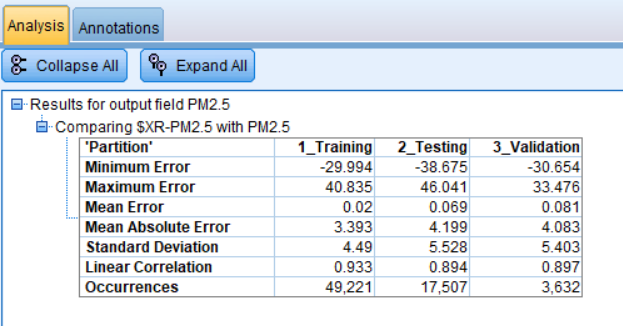 Analysis Annotations
Collapse All Expand All
Results for output field PM2.5
Comparing $XR-PM2.5 with PM2.5
'Partition' 1_Training 2_Testing 3_Validation
Minimum Error -29.994 -38.675 -30.654
Maximum Error 40.835 46.041 33.476
Mean Error 0.02 0.069 0.081
Mean Absolute Error 3.393 4.199 4.083
Standard Deviation 4.49 5.528 5.403
Linear Correlation 0.933 0.894 0.897
Occurrences 49,221 17,507 3,632